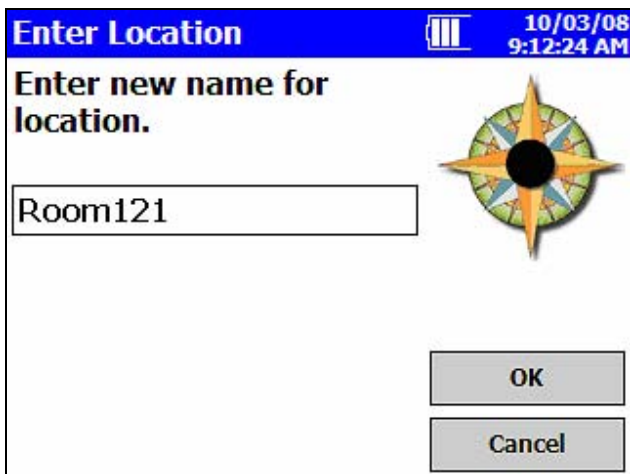 Enter Location
10/03/08
9:12:24 AM
Enter new name for
location.
Room121
OK
Cancel